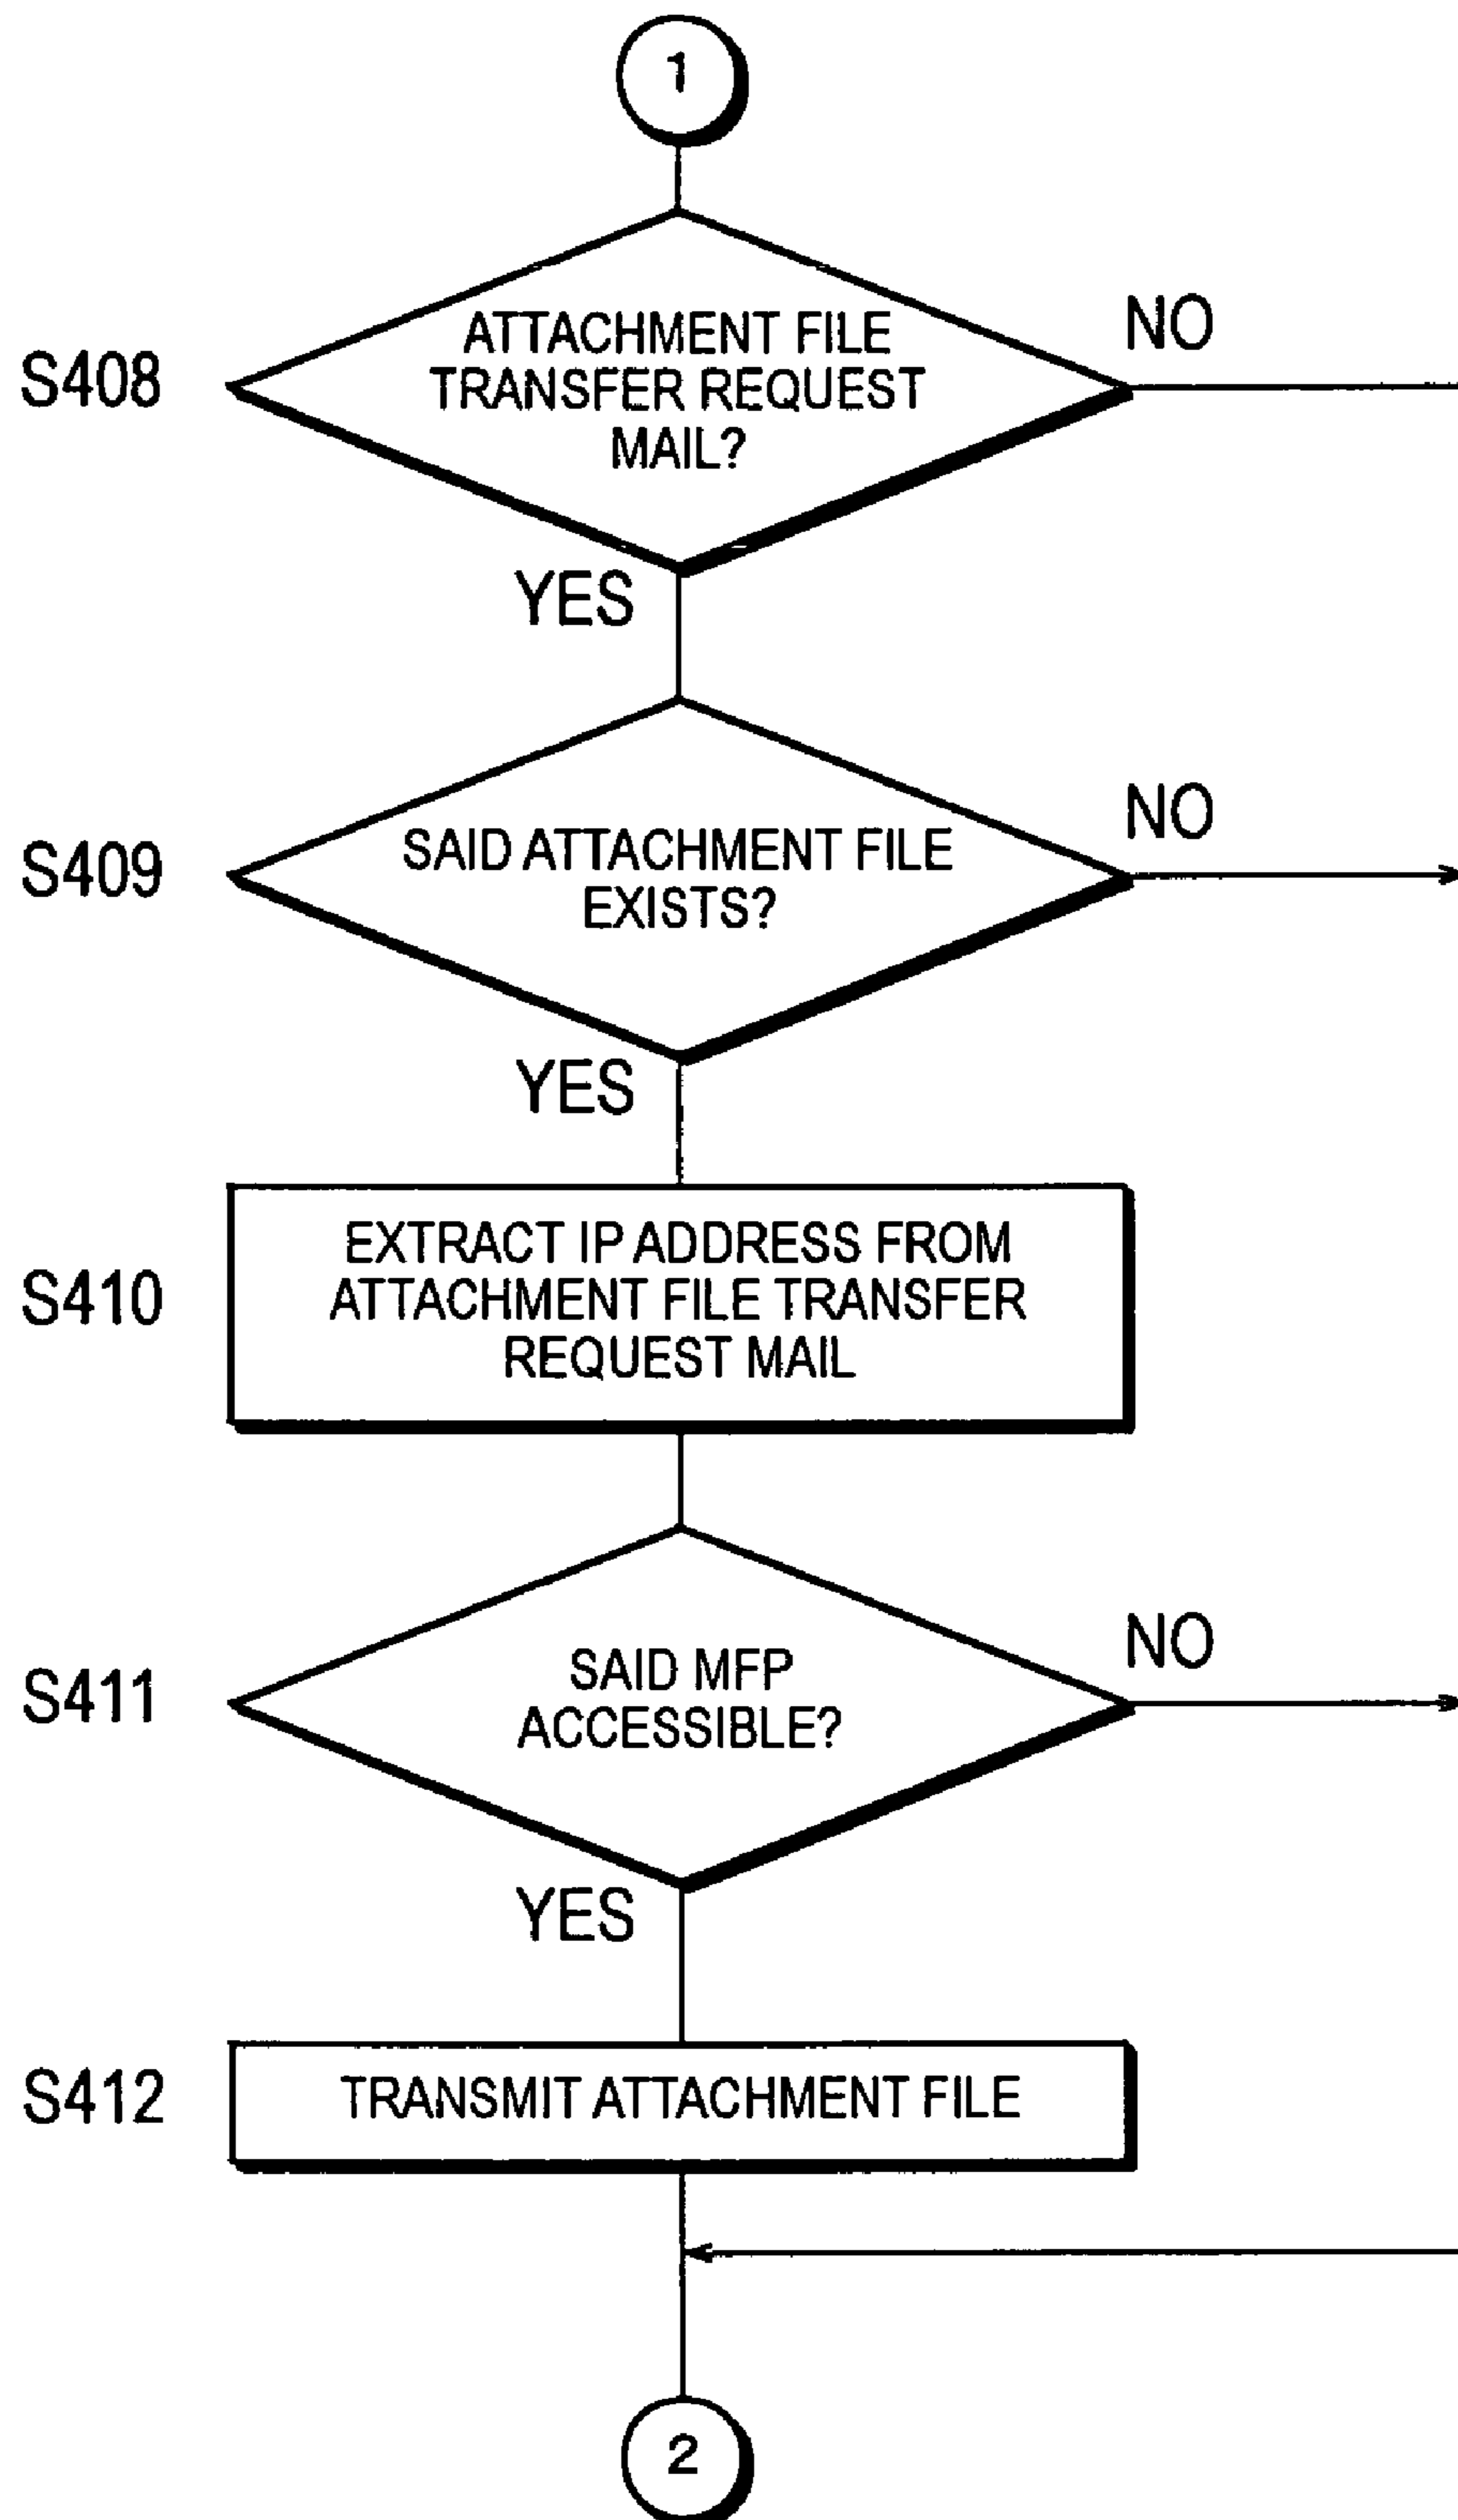 1
NO
S408
ATTACHMENT FILE
TRANSFER REQUEST
MAIL?
YES
NO
S409
SAID ATTACHMENT FILE
EXISTS?
YES
S410
EXTRACT IP ADDRESS FROM
ATTACHMENT FILE TRANSFER
REQUEST MAIL
NO
S411
SAID MFP
ACCESSIBLE?
YES
S412
TRANSMIT ATTACHMENT FILE
2